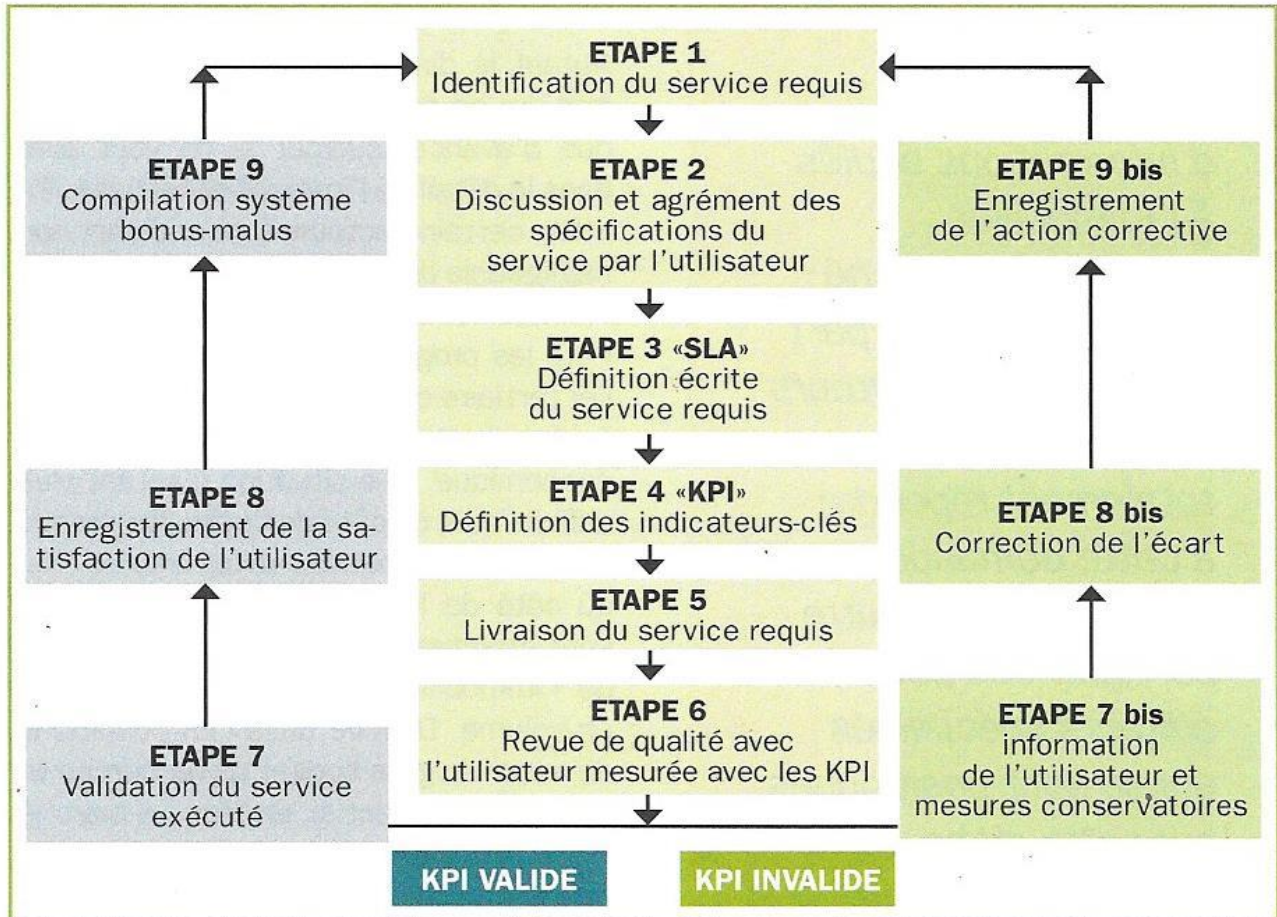 ETAPE 1
Identification du service requis
ETAPE 2
Discussion et agrément des
spécifications du
service par l'utilisateur
ETAPE 3 «SLA»
Définition écrite
du service requis
ETAPE 4 «KPI»
Définition des indicateurs-clés
ETAPE 5
Livraison du service requis
ETAPE 6
Revue de qualité avec
l'utilisateur mesurée avec les KPI
ETAPE 7
Validation du service
exécuté
ETAPE 8
Enregistrement de la sa-
tisfaction de l'utilisateur
ETAPE 9
Compilation système
bonus-malus
ETAPE 7 bis
information
de l'utilisateur et
mesures conservatoires
ETAPE 8 bis
Correction de l'écart
ETAPE 9 bis
Enregistrement
de l'action corrective
KPI VALIDE
KPI INVALIDE